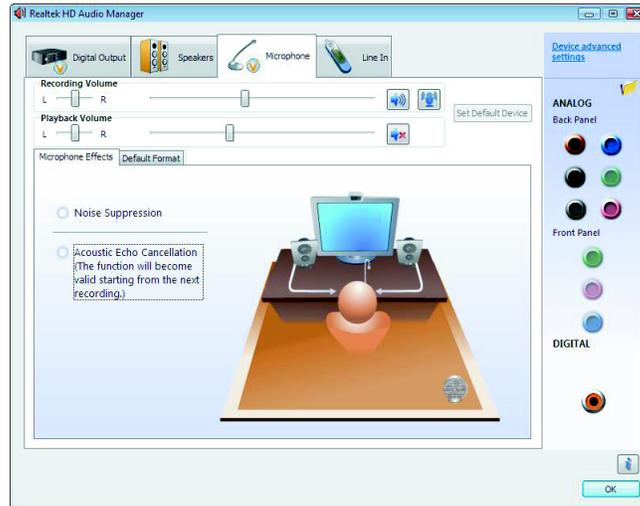 Realtek HD Audio Manager
Digital Output
Speakers
Microphone
Line In
Device advanced
settings
Recording Volume
L
R
Set Default Device
Playback Volume
L
R
Microphone Effects
Default Format
Noise Suppression
Acoustic Echo Cancellation
(The function will become
valid starting from the next
recording.)
ANALOG
Back Panel
Front Panel
DIGITAL
OK